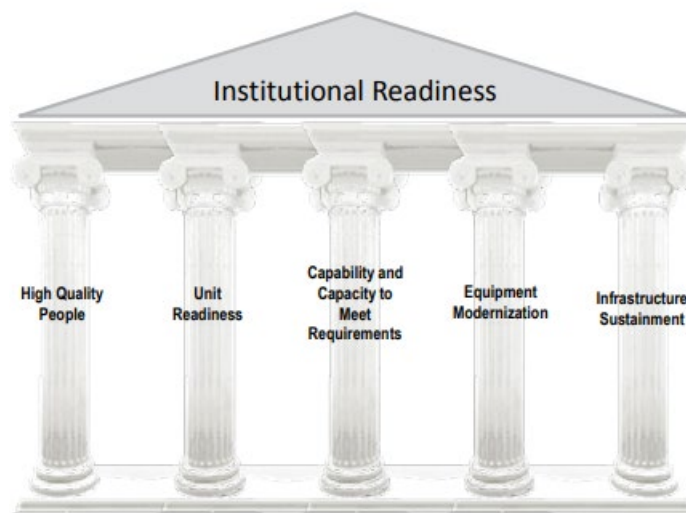 Institutional Readiness
High Quality
People
Unit
Readiness
Capability and
Capacity to
Meet
Requirements
Equipment
Modernization
Infrastructure
Sustainment